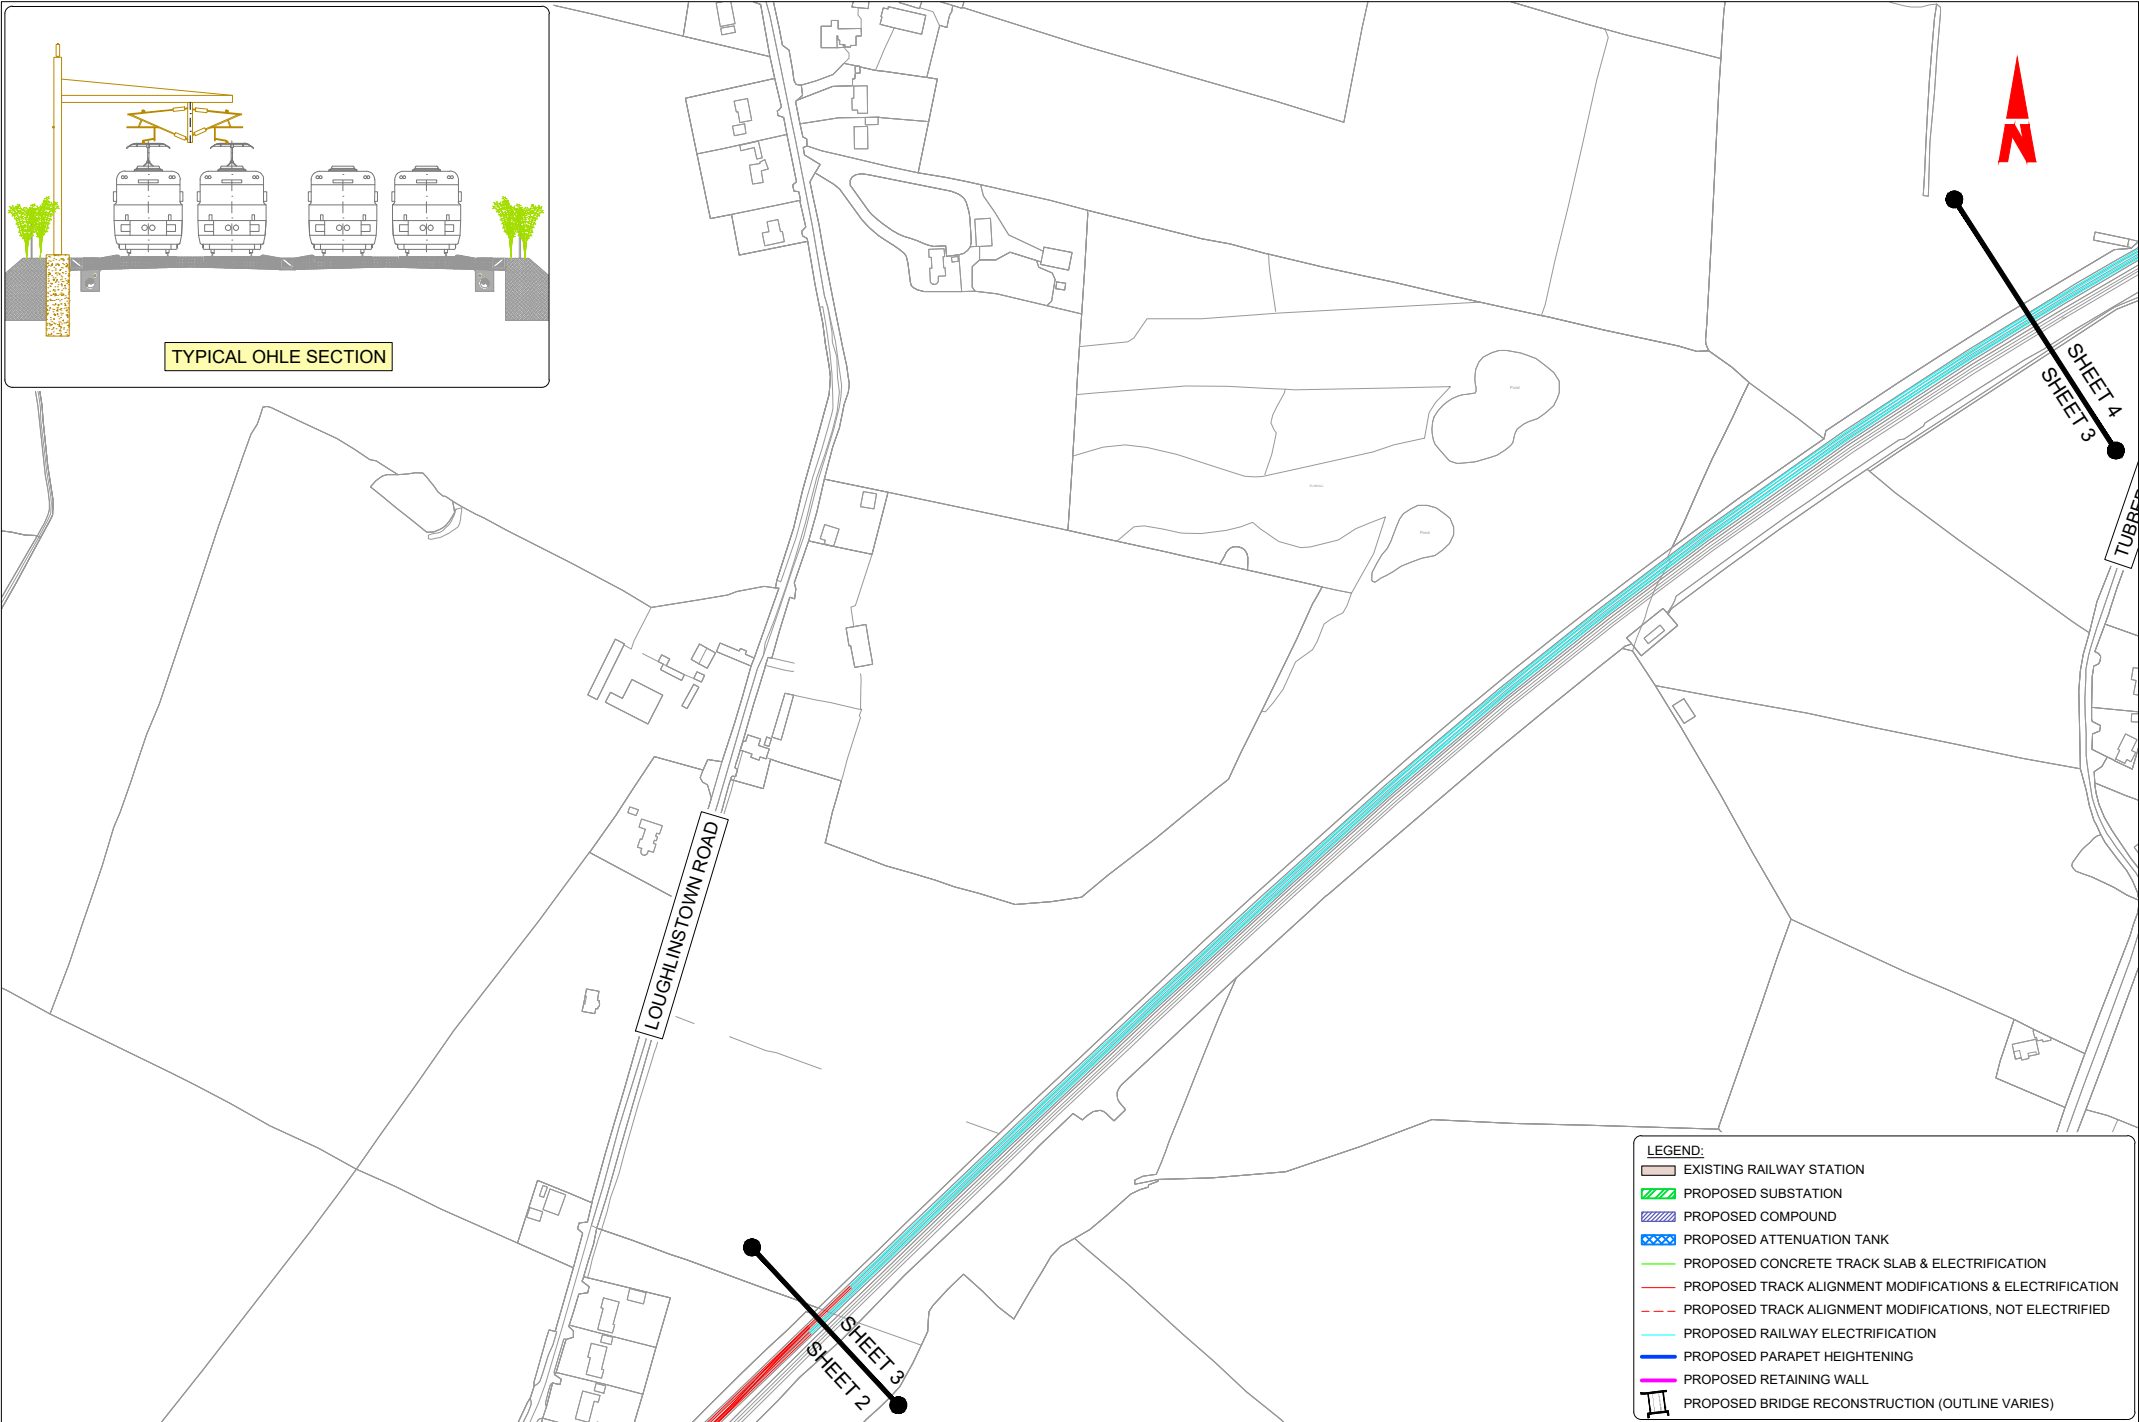 TYPICAL OHLE SECTION
N
SHEET 4
SHEET 3
Pond
Pond
LOUGHLINSTOWN ROAD
SHEET 3
SHEET 2
LEGEND:
EXISTING RAILWAY STATION
PROPOSED SUBSTATION
PROPOSED COMPOUND
PROPOSED ATTENUATION TANK
PROPOSED CONCRETE TRACK SLAB & ELECTRIFICATION
PROPOSED TRACK ALIGNMENT MODIFICATIONS & ELECTRIFICATION
PROPOSED TRACK ALIGNMENT MODIFICATIONS, NOT ELECTRIFIED
PROPOSED RAILWAY ELECTRIFICATION
PROPOSED PARAPET HEIGHTENING
PROPOSED RETAINING WALL
PROPOSED BRIDGE RECONSTRUCTION (OUTLINE VARIES)